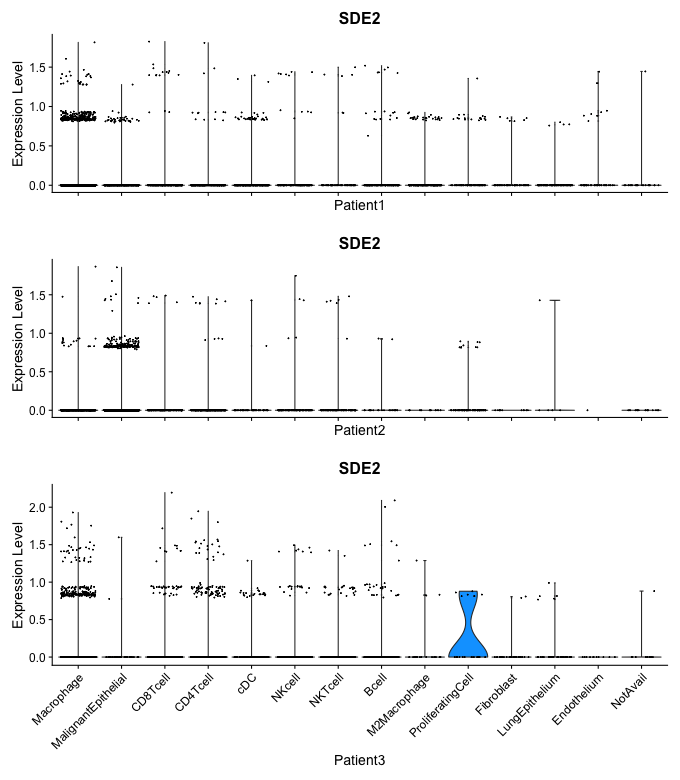 SDE2
Expression Level
1.5
1.0
0.5
0.0
Patient1
SDE2
Expression Level
1.5
1.0
0.5
0.0
Patient2
SDE2
Expression Level
2.0
1.5
1.0
0.5
0.0
Macrophage
MalignantEpithelial
CD8Tcell
CD4Tcell
cDC
NKcell
NKTcell
Bcell
M2Macrophage
ProliferatingCell
Fibroblast
LungEpithelium
Endothelium
NotAvail
Patient3